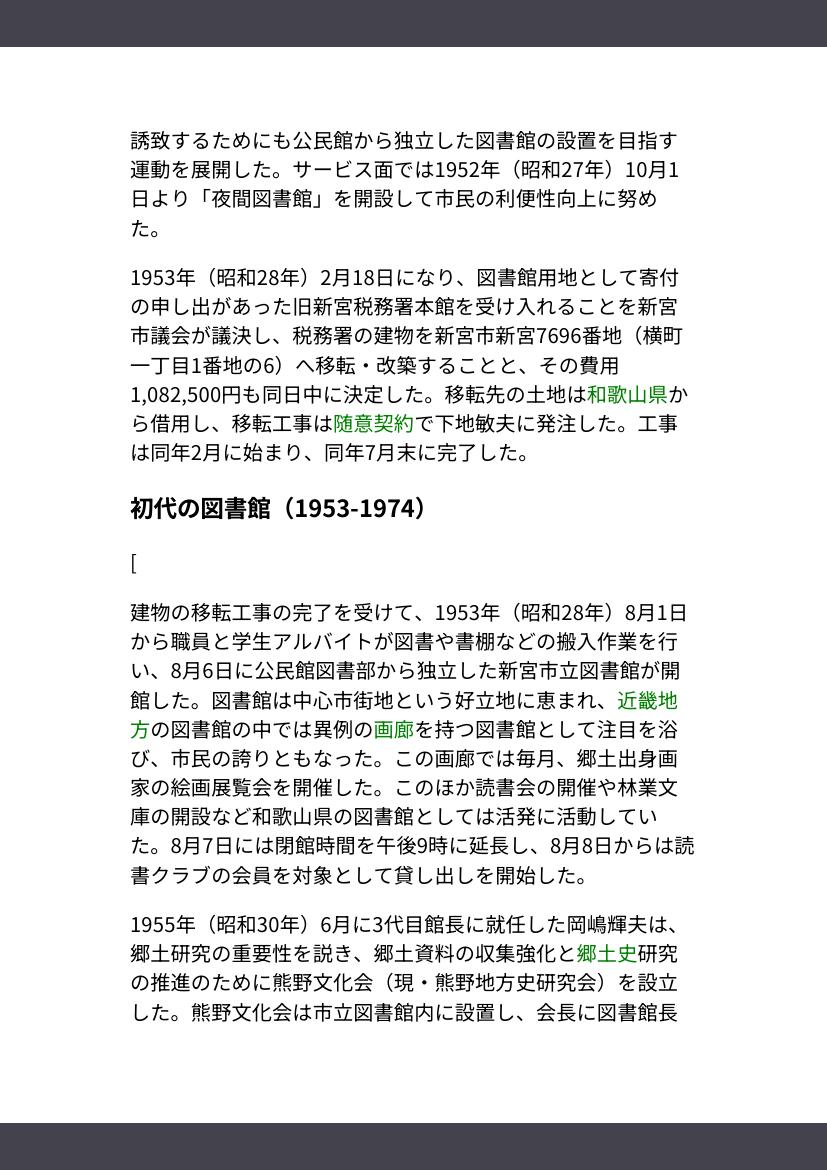 誘致するためにも公民館から独立した図書館の設置を目指す
運動を展開した。サービス面では1952年（昭和27年）10月1
日より「夜間図書館」を開設して市民の利便性向上に努め
た。
1953年（昭和28年）2月18日になり、図書館用地として寄付
の申し出があった旧新宮税務署本館を受け入れることを新宮
市議会が議決し、税務署の建物を新宮市新宮7696番地（横町
一丁目1番地の6）へ移転・改築することと、その費用
1,082,500円も同日中に決定した。移転先の土地は和歌山県か
ら借用し、移転工事は随意契約で下地敏夫に発注した。工事
は同年2月に始まり、同年7月末に完了した。
初代の図書館（1953-1974）
[
建物の移転工事の完了を受けて、1953年（昭和28年）8月1日
から職員と学生アルバイトが図書や書棚などの搬入作業を行
い、8月6日に公民館図書部から独立した新宮市立図書館が開
館した。図書館は中心市街地という好立地に恵まれ、近畿地
方の図書館の中では異例の画廊を持つ図書館として注目を浴
び、市民の誇りともなった。この画廊では毎月、郷土出身画
家の絵画展覧会を開催した。このほか読書会の開催や林業文
庫の開設など和歌山県の図書館としては活発に活動してい
た。8月7日には閉館時間を午後9時に延長し、8月8日からは読
書クラブの会員を対象として貸し出しを開始した。
1955年（昭和30年）6月に3代目館長に就任した岡嶋輝夫は、
郷土研究の重要性を説き、郷土資料の収集強化と郷土史研究
の推進のために熊野文化会（現・熊野地方史研究会）を設立
した。熊野文化会は市立図書館内に設置し、会長に図書館長